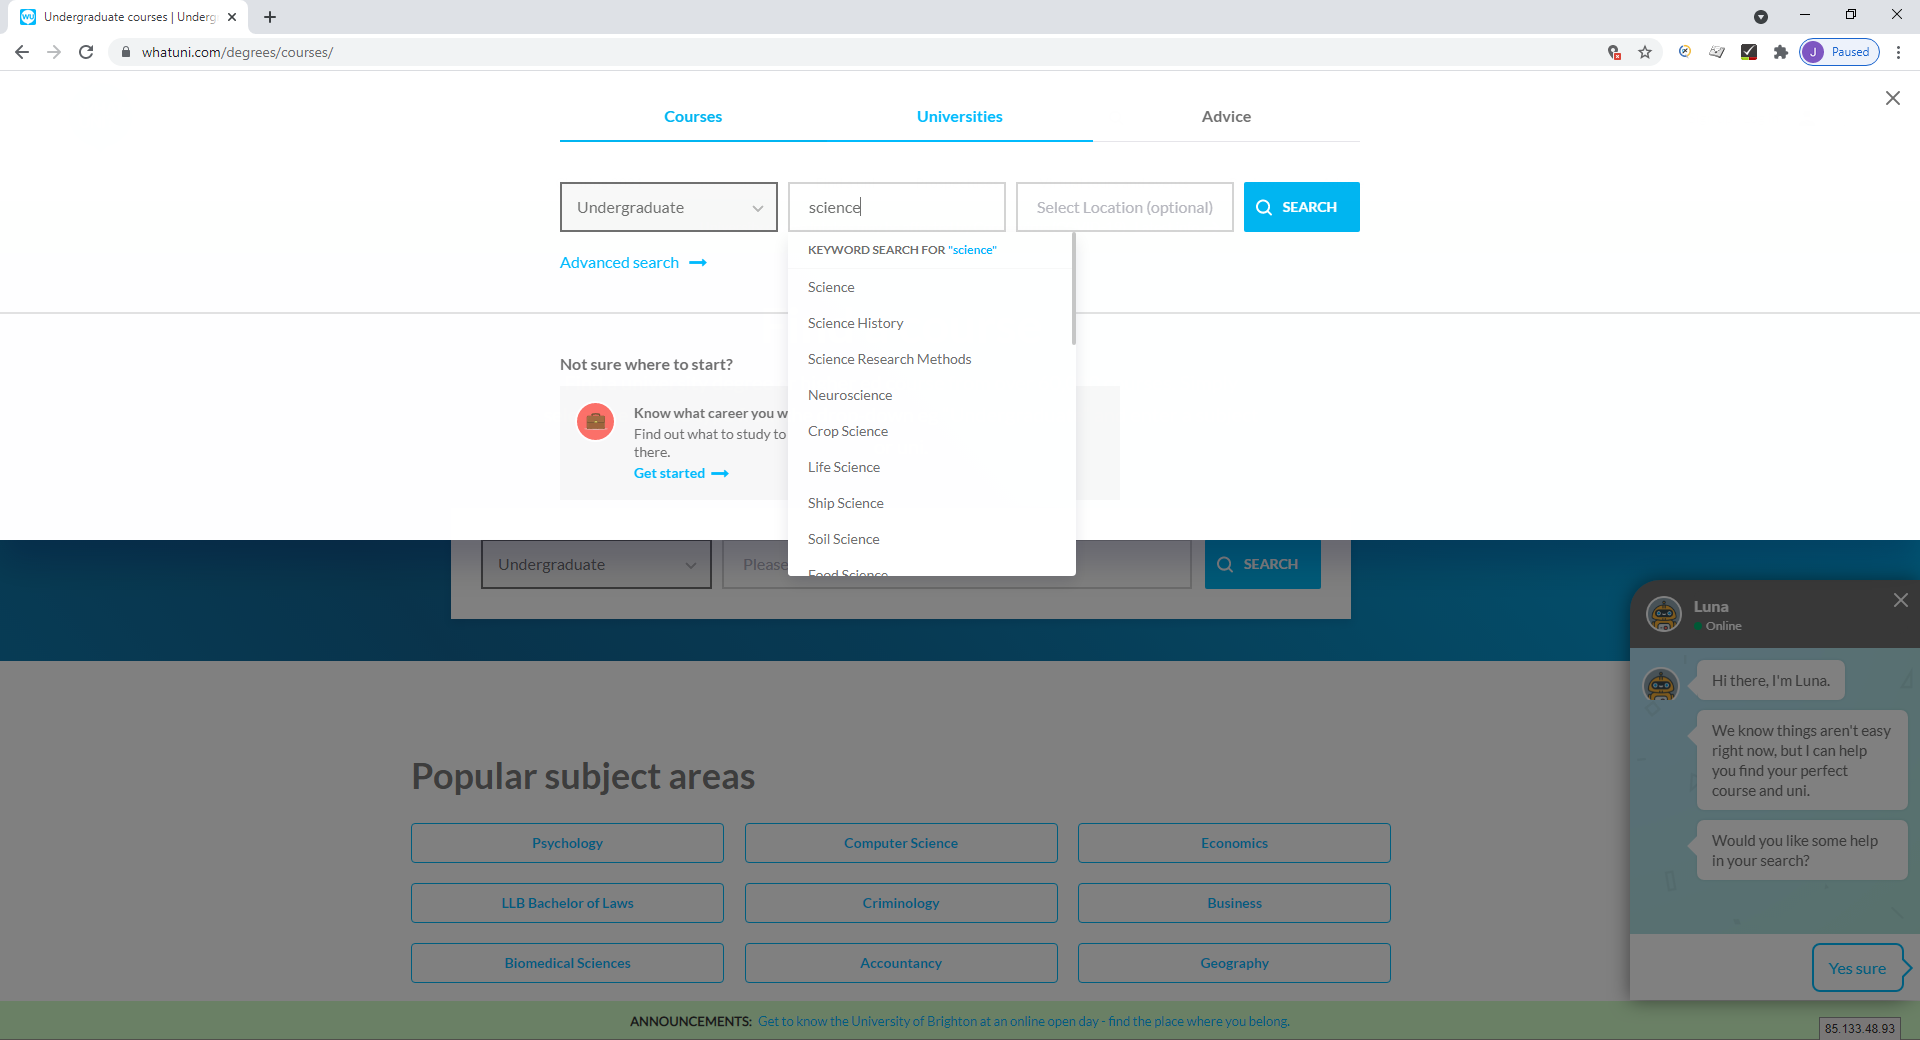 Undergraduate courses | Underg
whatuni.com/degrees/courses/
J Paused
Courses Universities Advice
Undergraduate science Select Location (optional) SEARCH
Advanced search
KEYWORD SEARCH FOR "science"
Science
Science History
Science Research Methods
Neuroscience
Crop Science
Life Science
Ship Science
Soil Science
Food Science
Not sure where to start?
Know what career you w
Find out what to study to
there.
Get started
Undergraduate Please SEARCH
Luna
Online
Hi there, I'm Luna.
We know things aren't easy
right now, but I can help
you find your perfect
course and uni.
Would you like some help
in your search?
Yes sure
Popular subject areas
Psychology Computer Science Economics
LLB Bachelor of Laws Criminology Business
Biomedical Sciences Accountancy Geography
ANNOUNCEMENTS: Get to know the University of Brighton at an online open day - find the place where you belong.
85.133.48.93